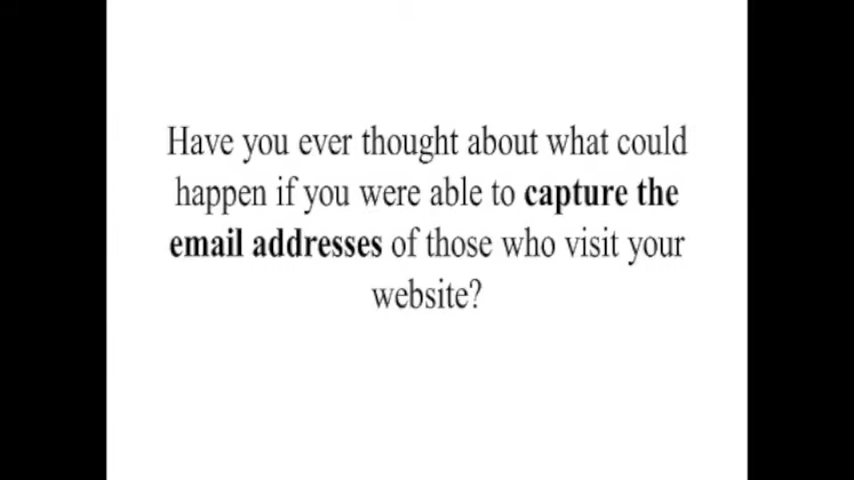 Have you ever thought about what could
happen if you were able to capture the
email addresses of those who visit your
website?